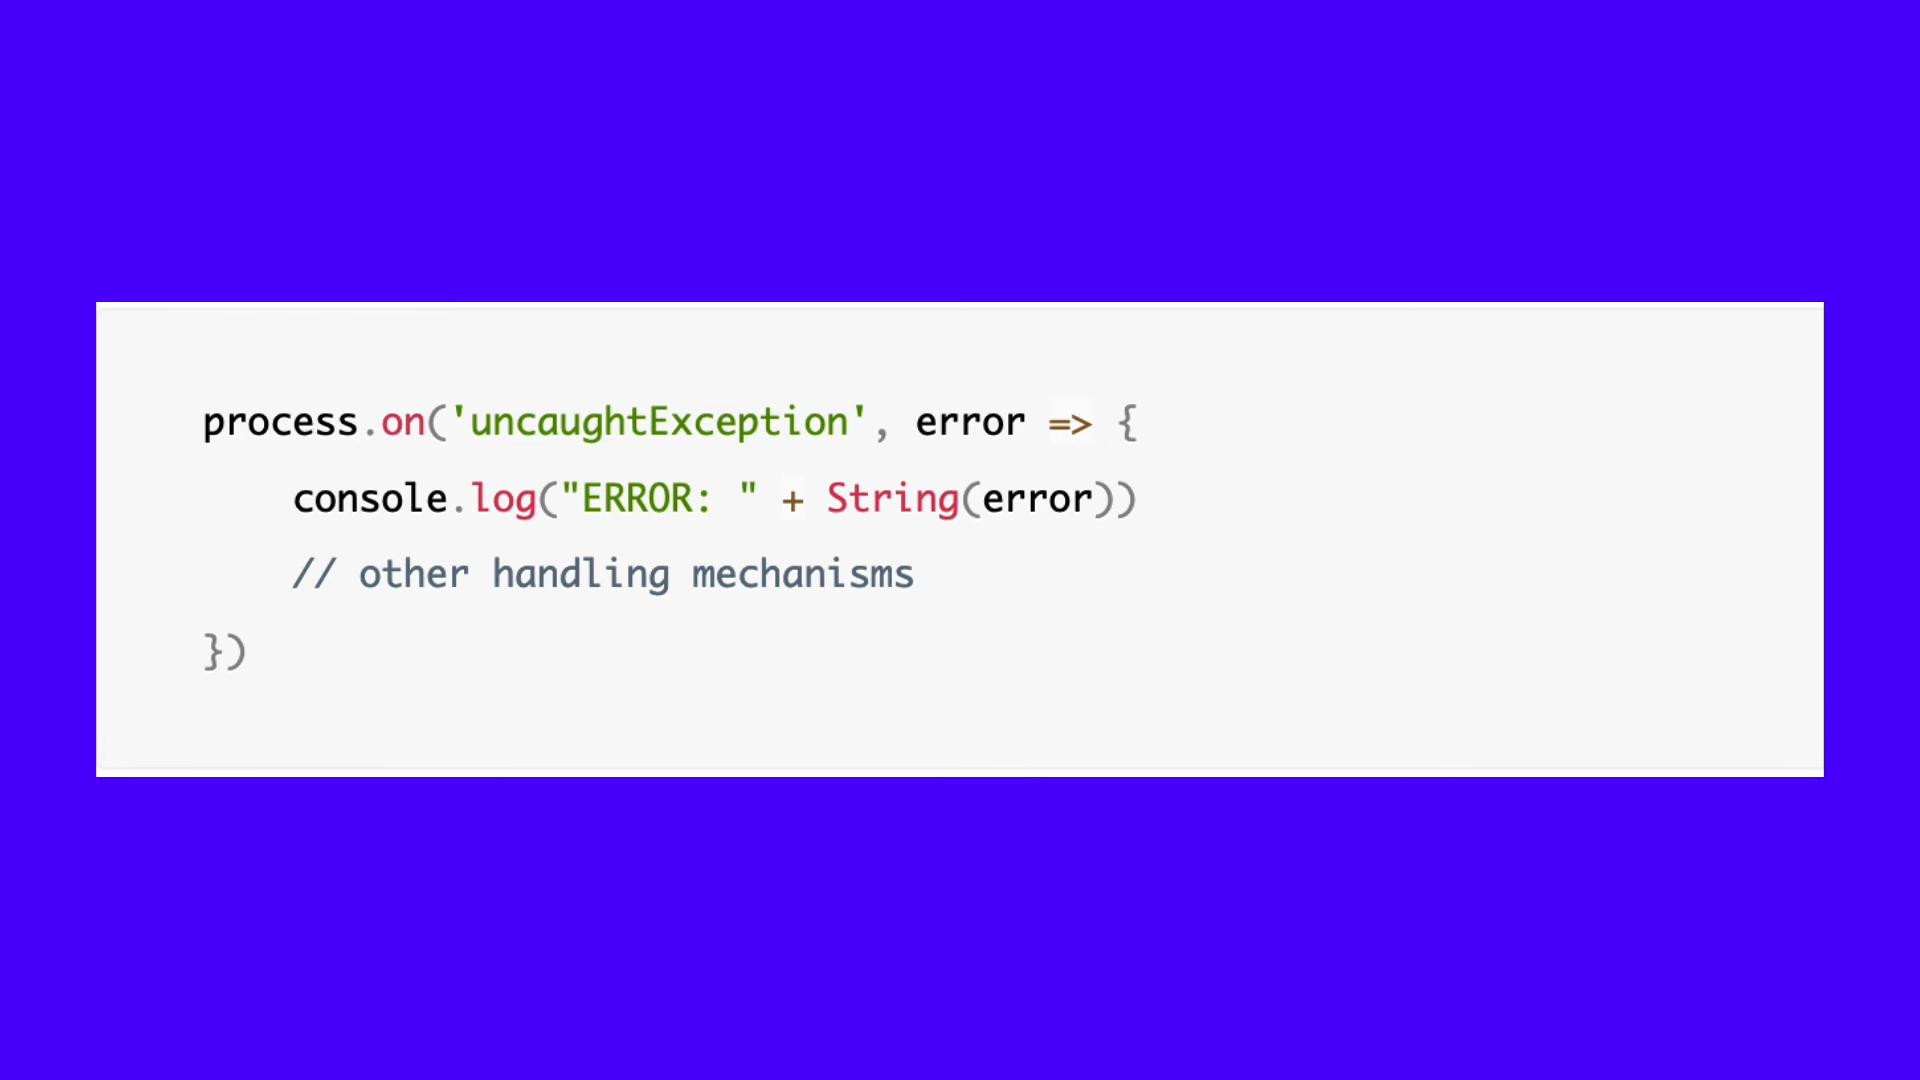 process.on('uncaughtException', error => {
    console.log("ERROR: " + String(error))
    // other handling mechanisms
})